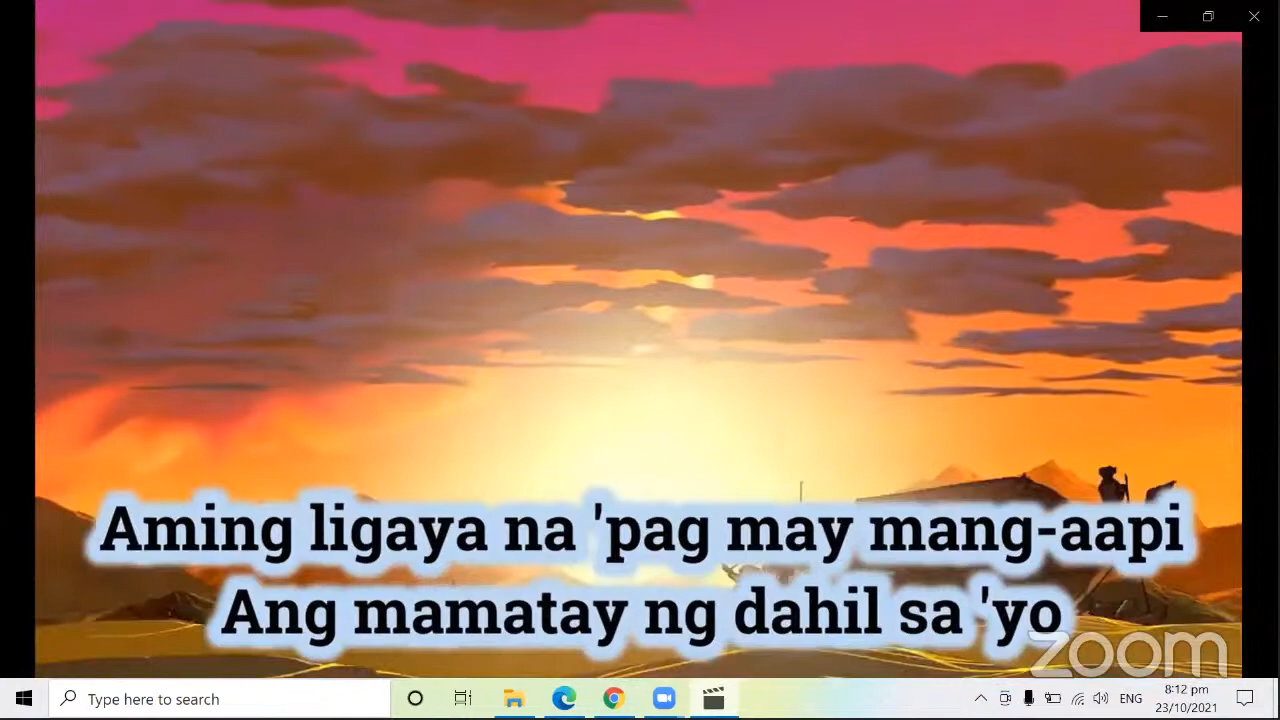 Aming ligaya na 'pag may mang-aapi
Ang mamatay ng dahil sa 'yo
zoom
Type here to search
ENG
8:12 pm
23/10/2021